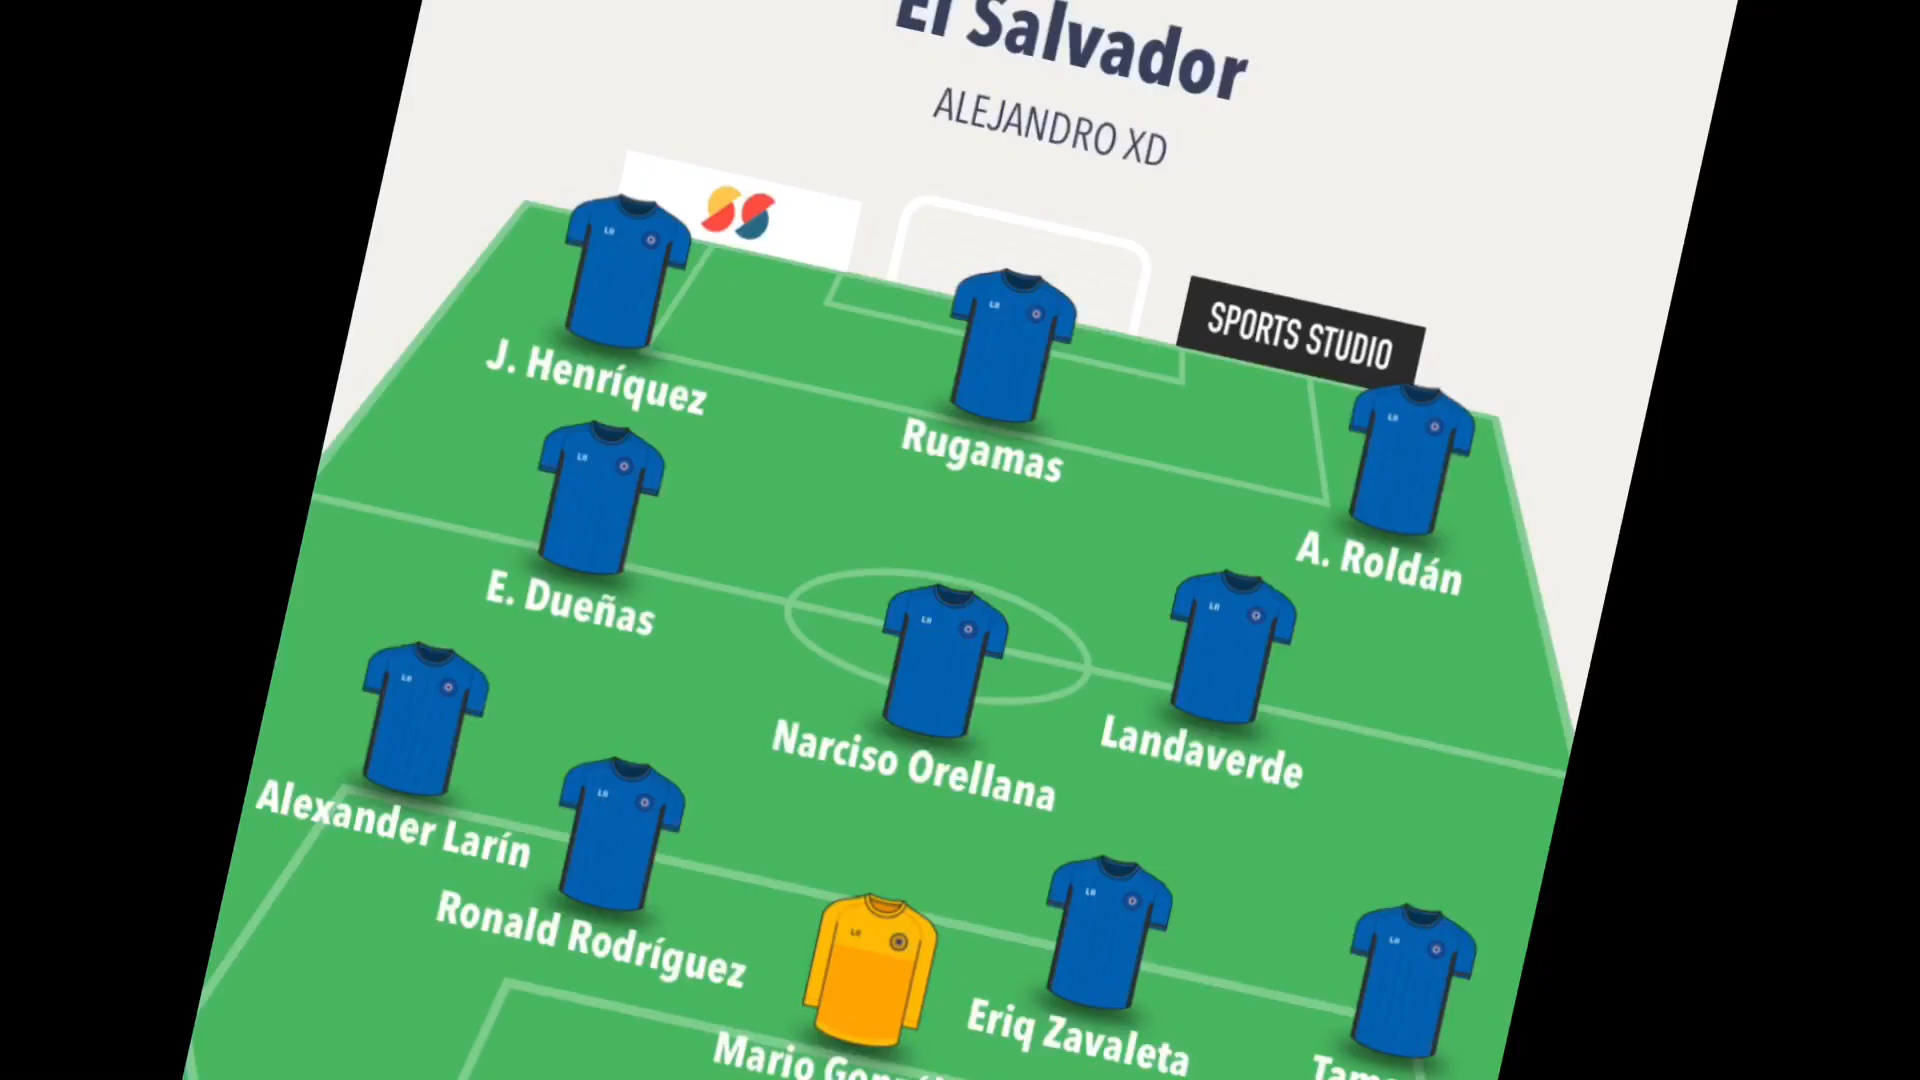 El Salvador
ALEJANDRO XD
SPORTS STUDIO
J. Henríquez
Rugamas
A. Roldán
E. Dueñas
Narciso Orellana
Landaverde
Alexander Larín
Ronald Rodríguez
Mario
Eriq Zavaleta